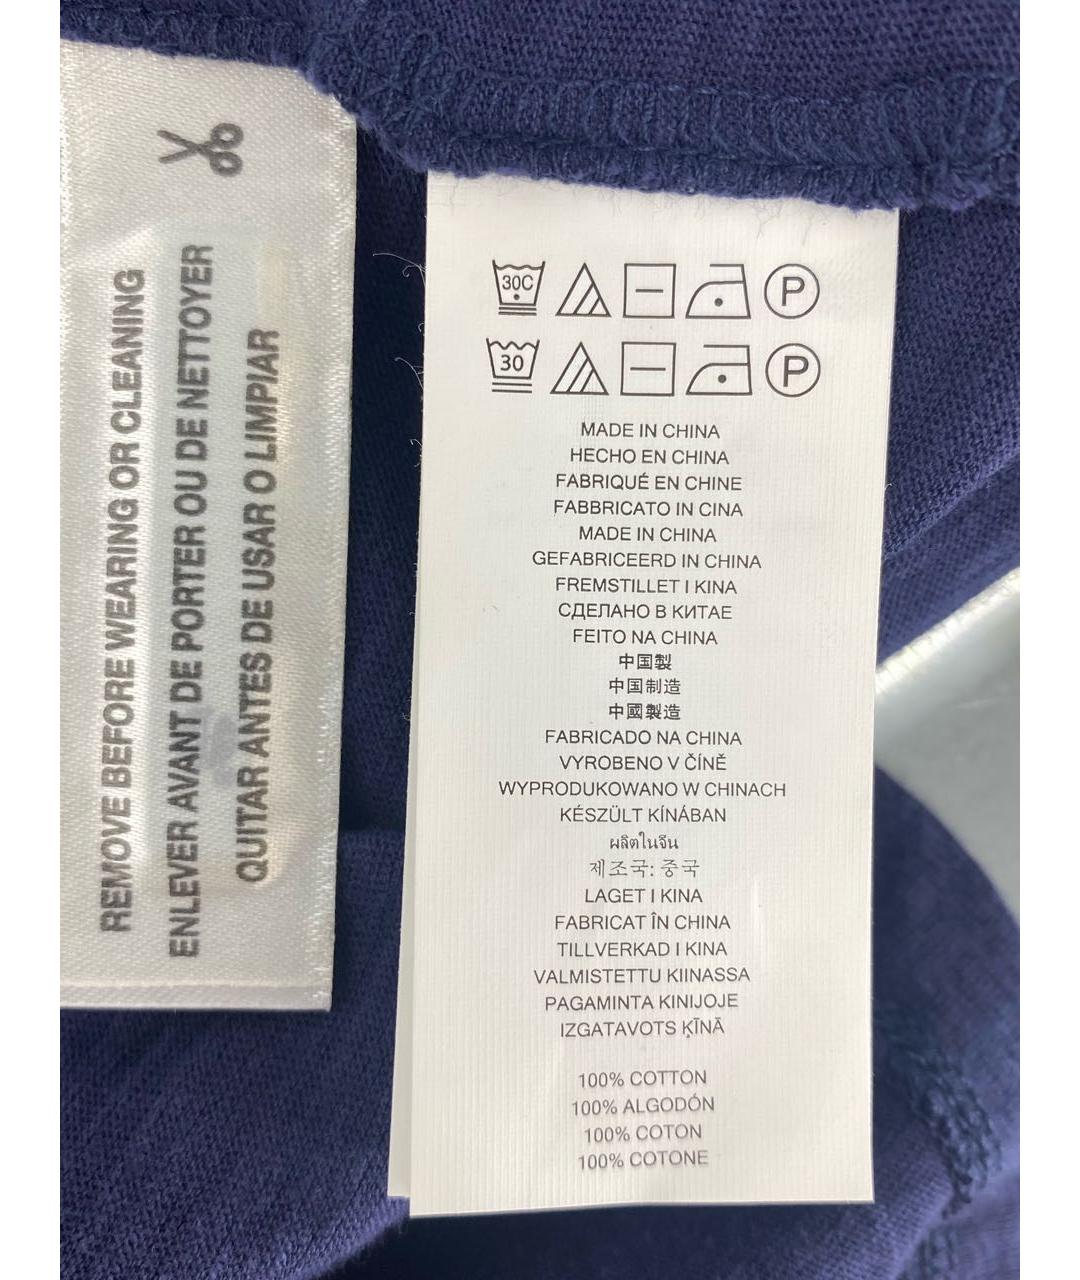 REMOVE BEFORE WEARING OR CLEANING
ENLEVER AVANT DE PORTER OU DE NETTOYER
QUITAR ANTES DE USAR O LIMPIAR
30C P
30 P
MADE IN CHINA
HECHO EN CHINA
FABRIQUÉ EN CHINE
FABBRICATO IN CINA
MADE IN CHINA
GEFABRICEERD IN CHINA
FREMSTILLET I KINA
СДЕЛАНО В КИТАЕ
FEITO NA CHINA
中国製
中国制造
中國製造
FABRICADO NA CHINA
VYROBENO V ČÍNĚ
WYPRODUKOWANO W CHINACH
KÉSZÜLT KÍNÁBAN
ผลิตในจีน
제조국: 중국
LAGET I KINA
FABRICAT ÎN CHINA
TILLVERKAD I KINA
VALMISTETTU KIINASSA
PAGAMINTA KINIJOJE
IZGATAVOTS ĶĪNĀ
100% COTTON
100% ALGODÓN
100% COTON
100% COTONE